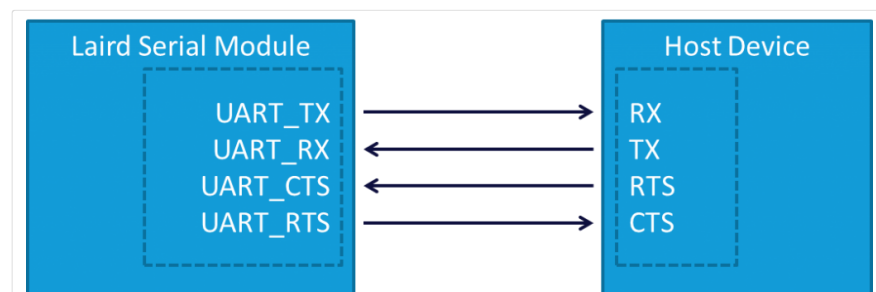 Laird Serial Module
UART_TX
UART_RX
UART_CTS
UART_RTS
Host Device
RX
TX
RTS
CTS